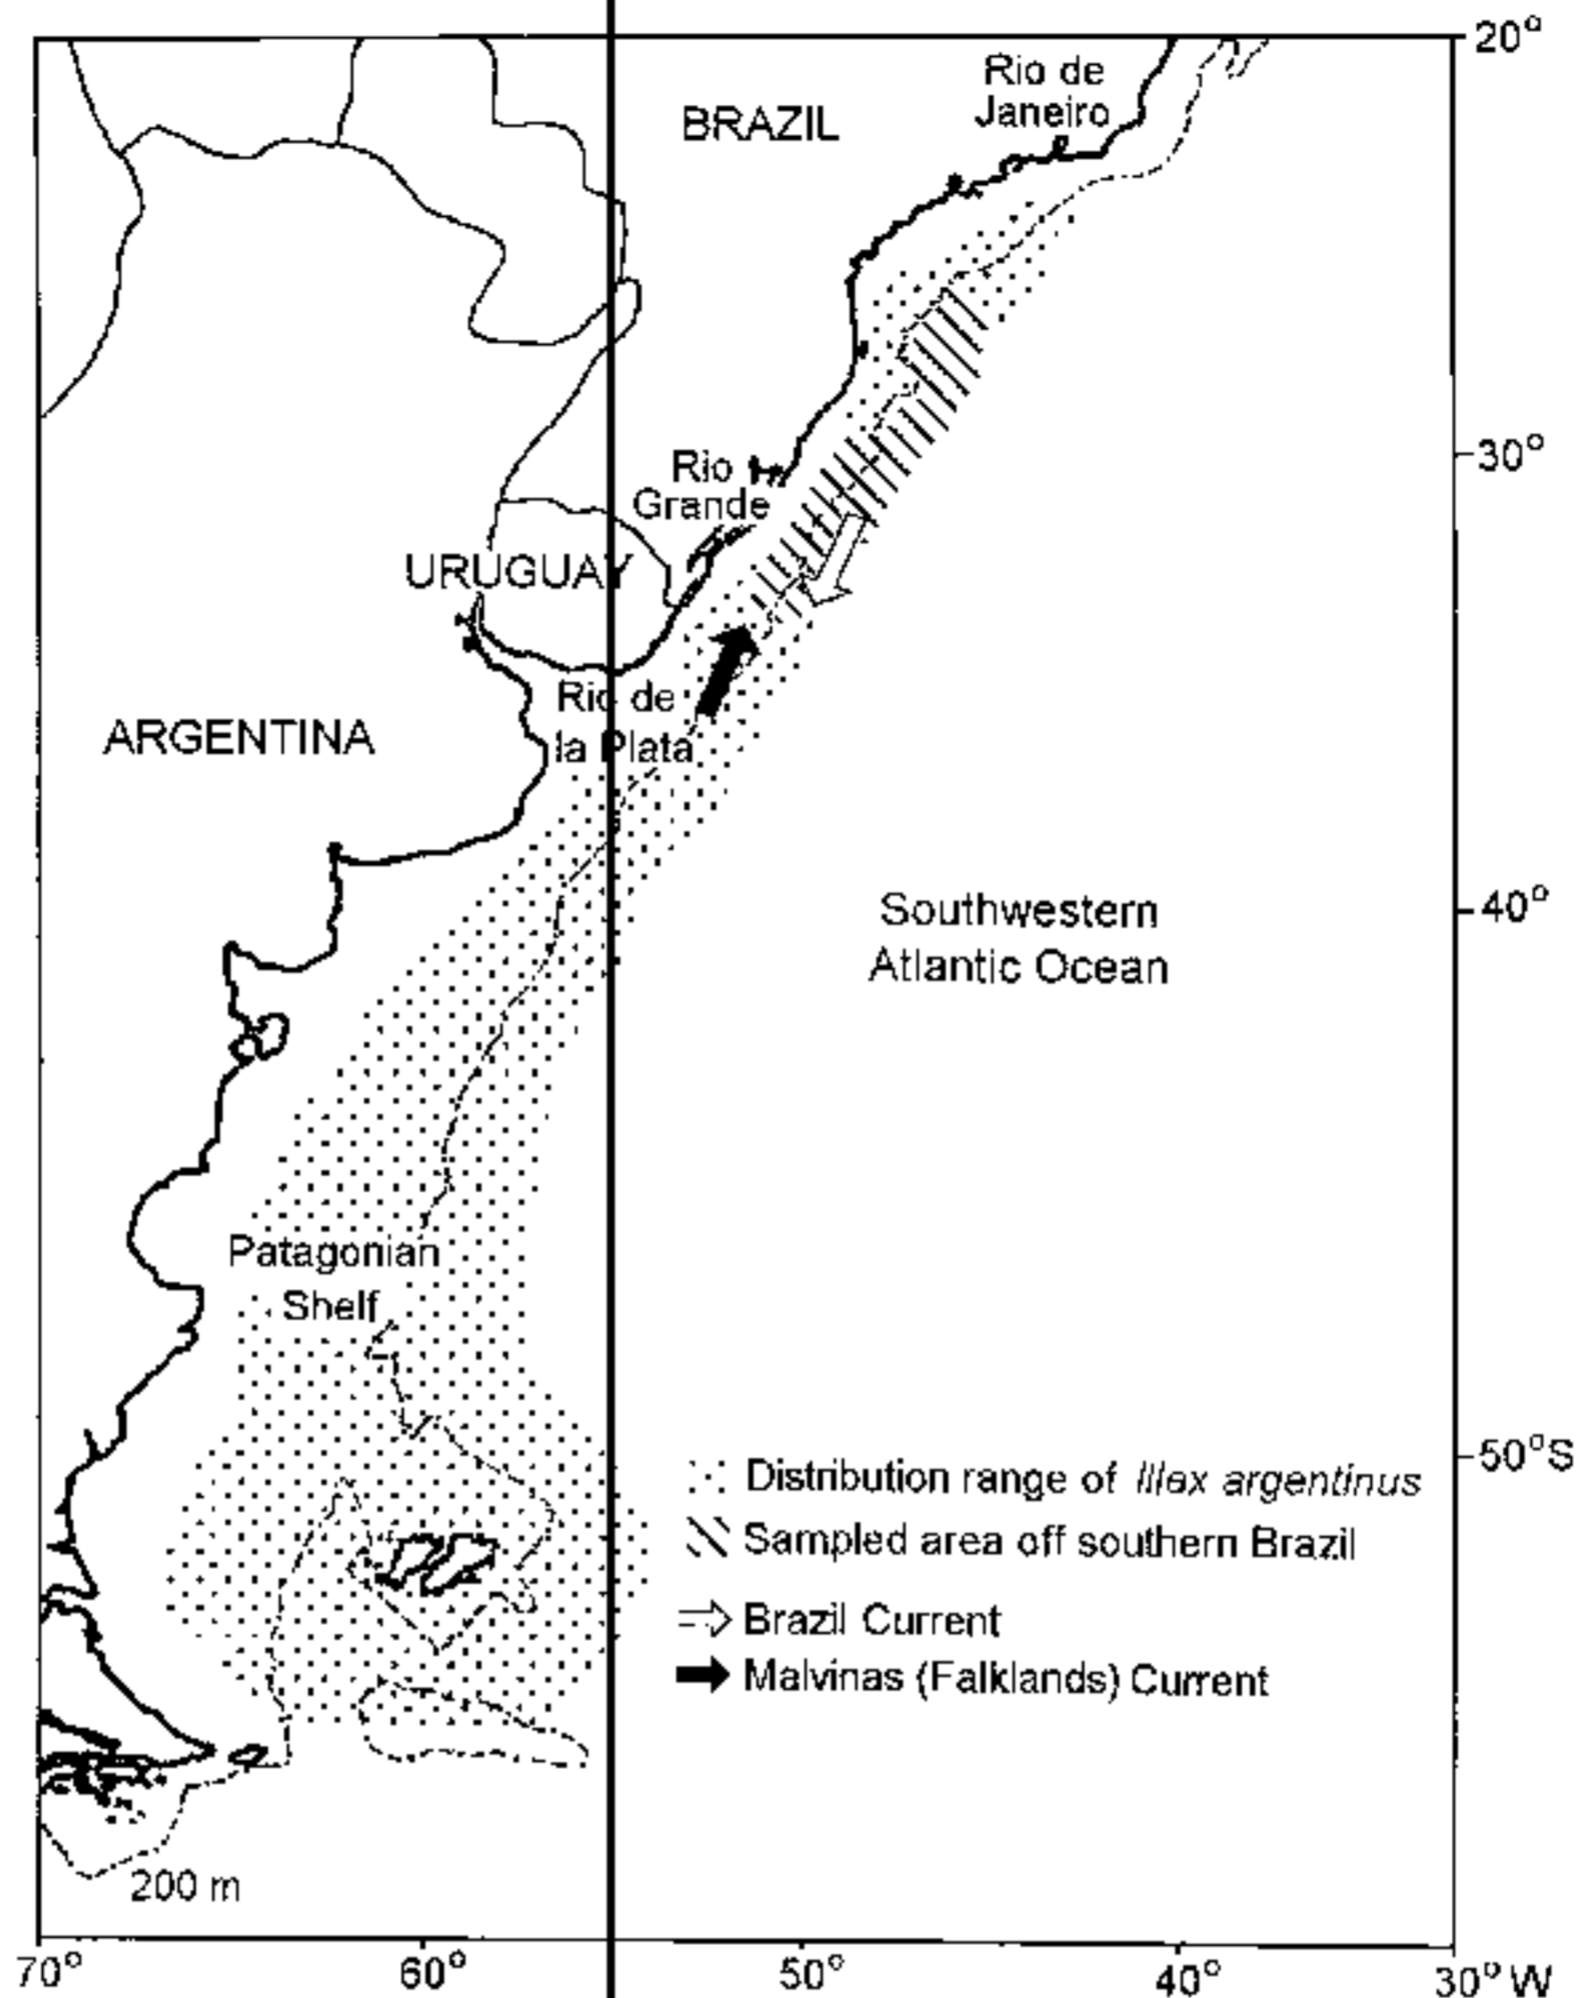 20°
Rio de
Janeiro
BRAZIL
30°
Rio
Grande
URUGUAY
Rio de
la Plata
ARGENTINA
40°
Southwestern
Atlantic Ocean
Patagonian
Shelf
50°S
Distribution range of Illex argentinus
Sampled area off southern Brazil
Brazil Current
Malvinas (Falklands) Current
200 m
70° 60° 50° 40° 30° W